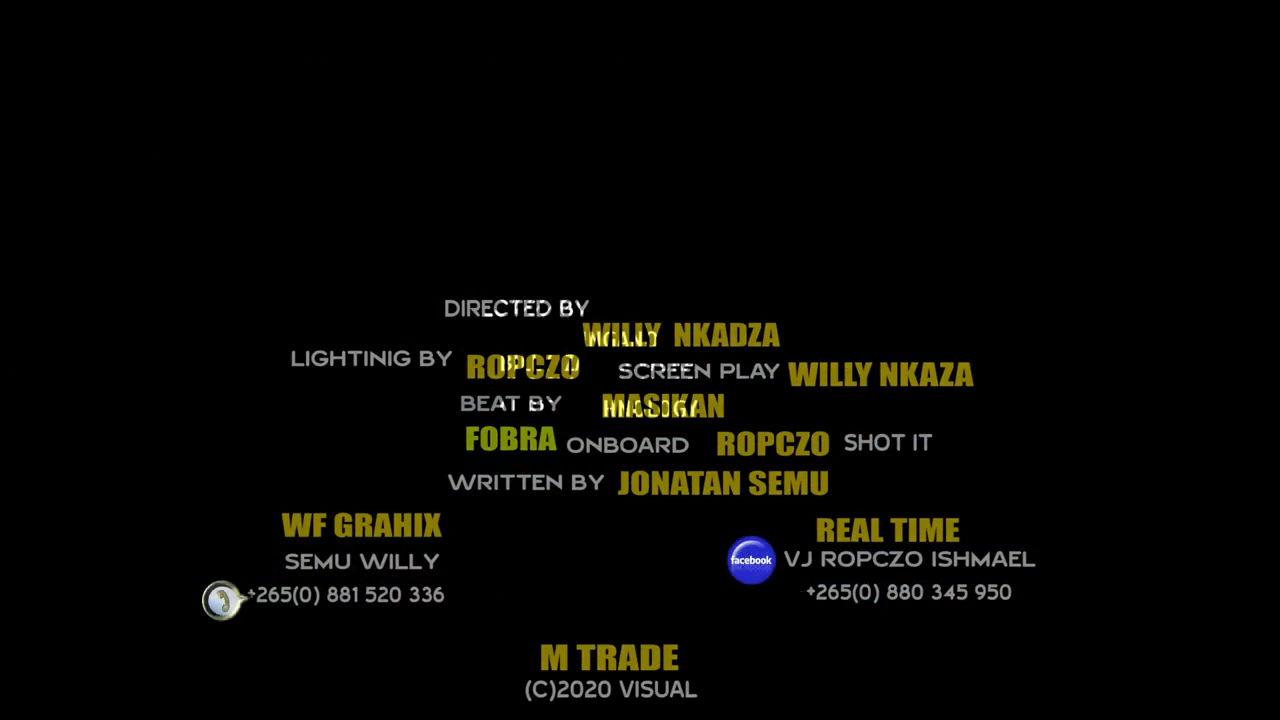 DIRECTED BY
WILLY NKADZA
LIGHTINIG BY ROPCZO SCREEN PLAY WILLY NKAZA
BEAT BY MASIKAN
FOBRA ONBOARD ROPCZO SHOT IT
WRITTEN BY JONATAN SEMU
WF GRAHIX
SEMU WILLY
+265(0) 881 520 336
REAL TIME
facebook VJ ROPCZO ISHMAEL
+265(0) 880 345 950
M TRADE
(C)2020 VISUAL